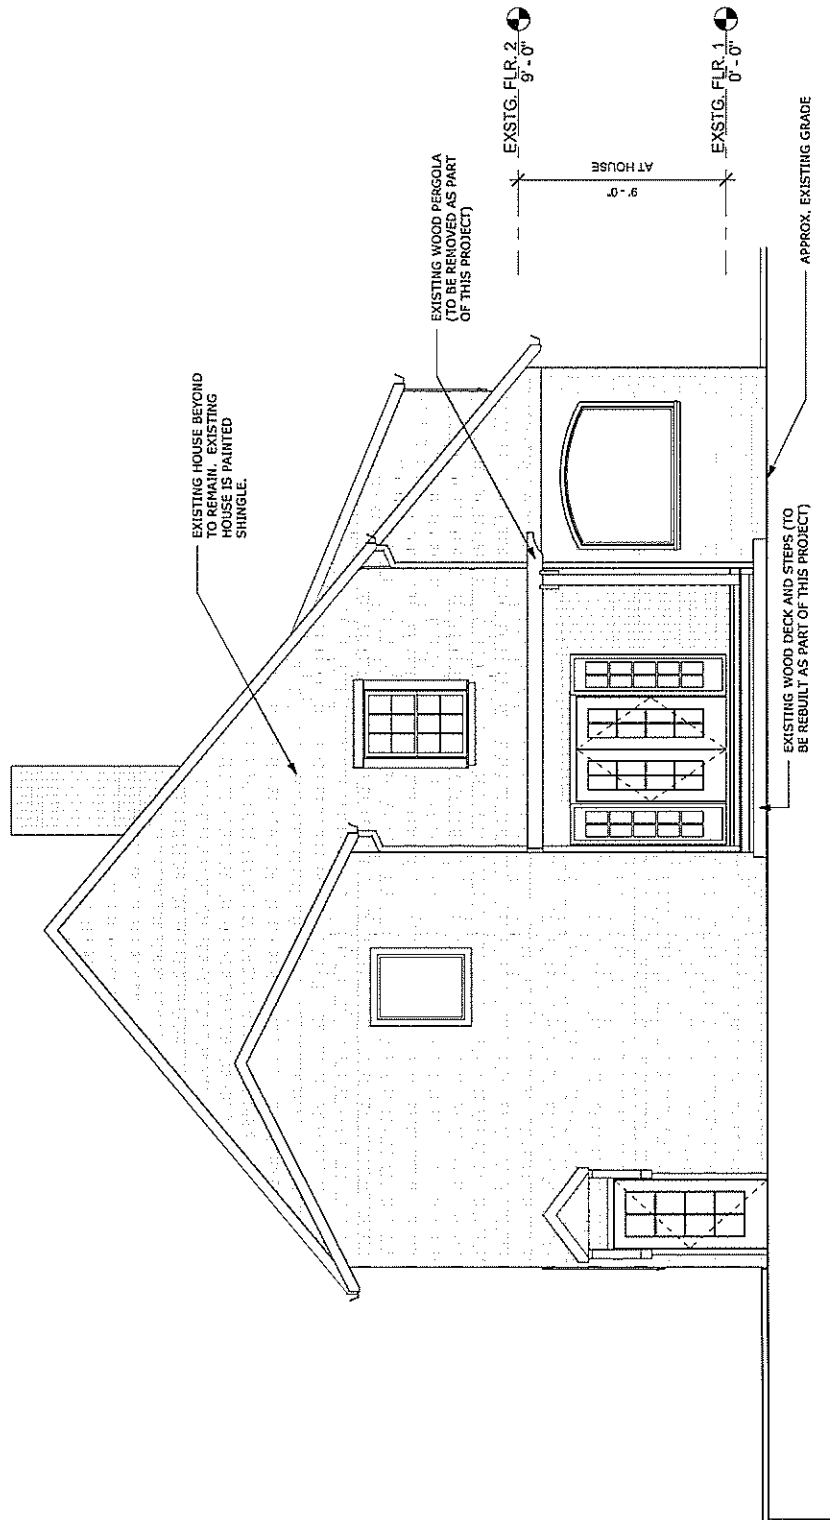 EXISTING HOUSE BEYOND
TO REMAIN. EXISTING
HOUSE IS PAINTED
SHINGLE.
EXISTING WOOD PERGOLA
(TO BE REMOVED AS PART
OF THIS PROJECT)
EXSTG. FLR. 2
9' - 0"
9' - 0"
AT HOUSE
EXSTG. FLR. 1
0' - 0"
EXISTING WOOD DECK AND STEPS (TO
BE REBUILT AS PART OF THIS PROJECT)
APPROX. EXISTING GRADE